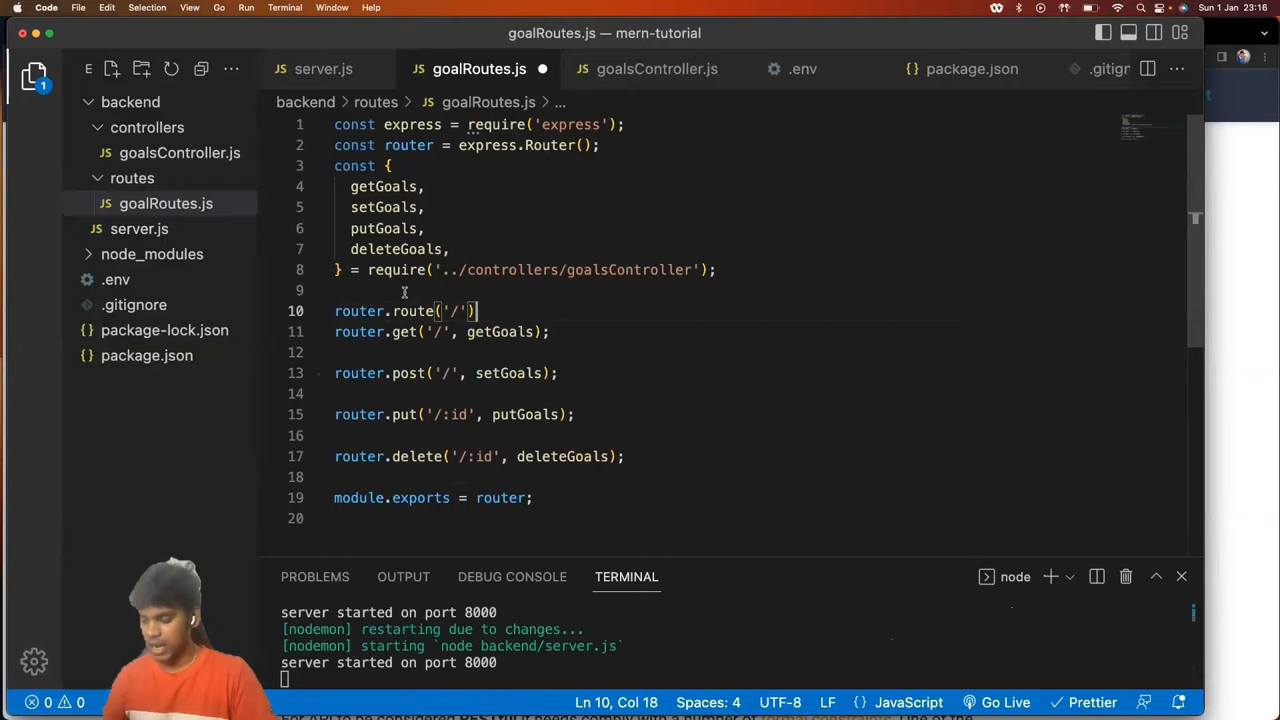 Code File Edit Selection View Go Run Terminal Window Help
Sun 1 Jan 23:16
goalRoutes.js — mern-tutorial
E
server.js
goalRoutes.js
goalsController.js
.env
package.json
.gitign
backend
controllers
goalsController.js
routes
goalRoutes.js
server.js
node_modules
.env
.gitignore
package-lock.json
package.json
1
backend > routes > JS goalRoutes.js > ...
1 const express = require('express');
2 const router = express.Router();
3 const {
4 getGoals,
5 setGoals,
6 putGoals,
7 deleteGoals,
8 } = require('../controllers/goalsController');
9
10 router.route('/')
11 router.get('/', getGoals);
12
13 router.post('/', setGoals);
14
15 router.put('/:id', putGoals);
16
17 router.delete('/:id', deleteGoals);
18
19 module.exports = router;
20
PROBLEMS OUTPUT DEBUG CONSOLE TERMINAL
node
server started on port 8000
[nodemon] restarting due to changes...
[nodemon] starting `node backend/server.js`
server started on port 8000
0 0
Ln 10, Col 18 Spaces: 4 UTF-8 LF {} JavaScript Go Live Prettier